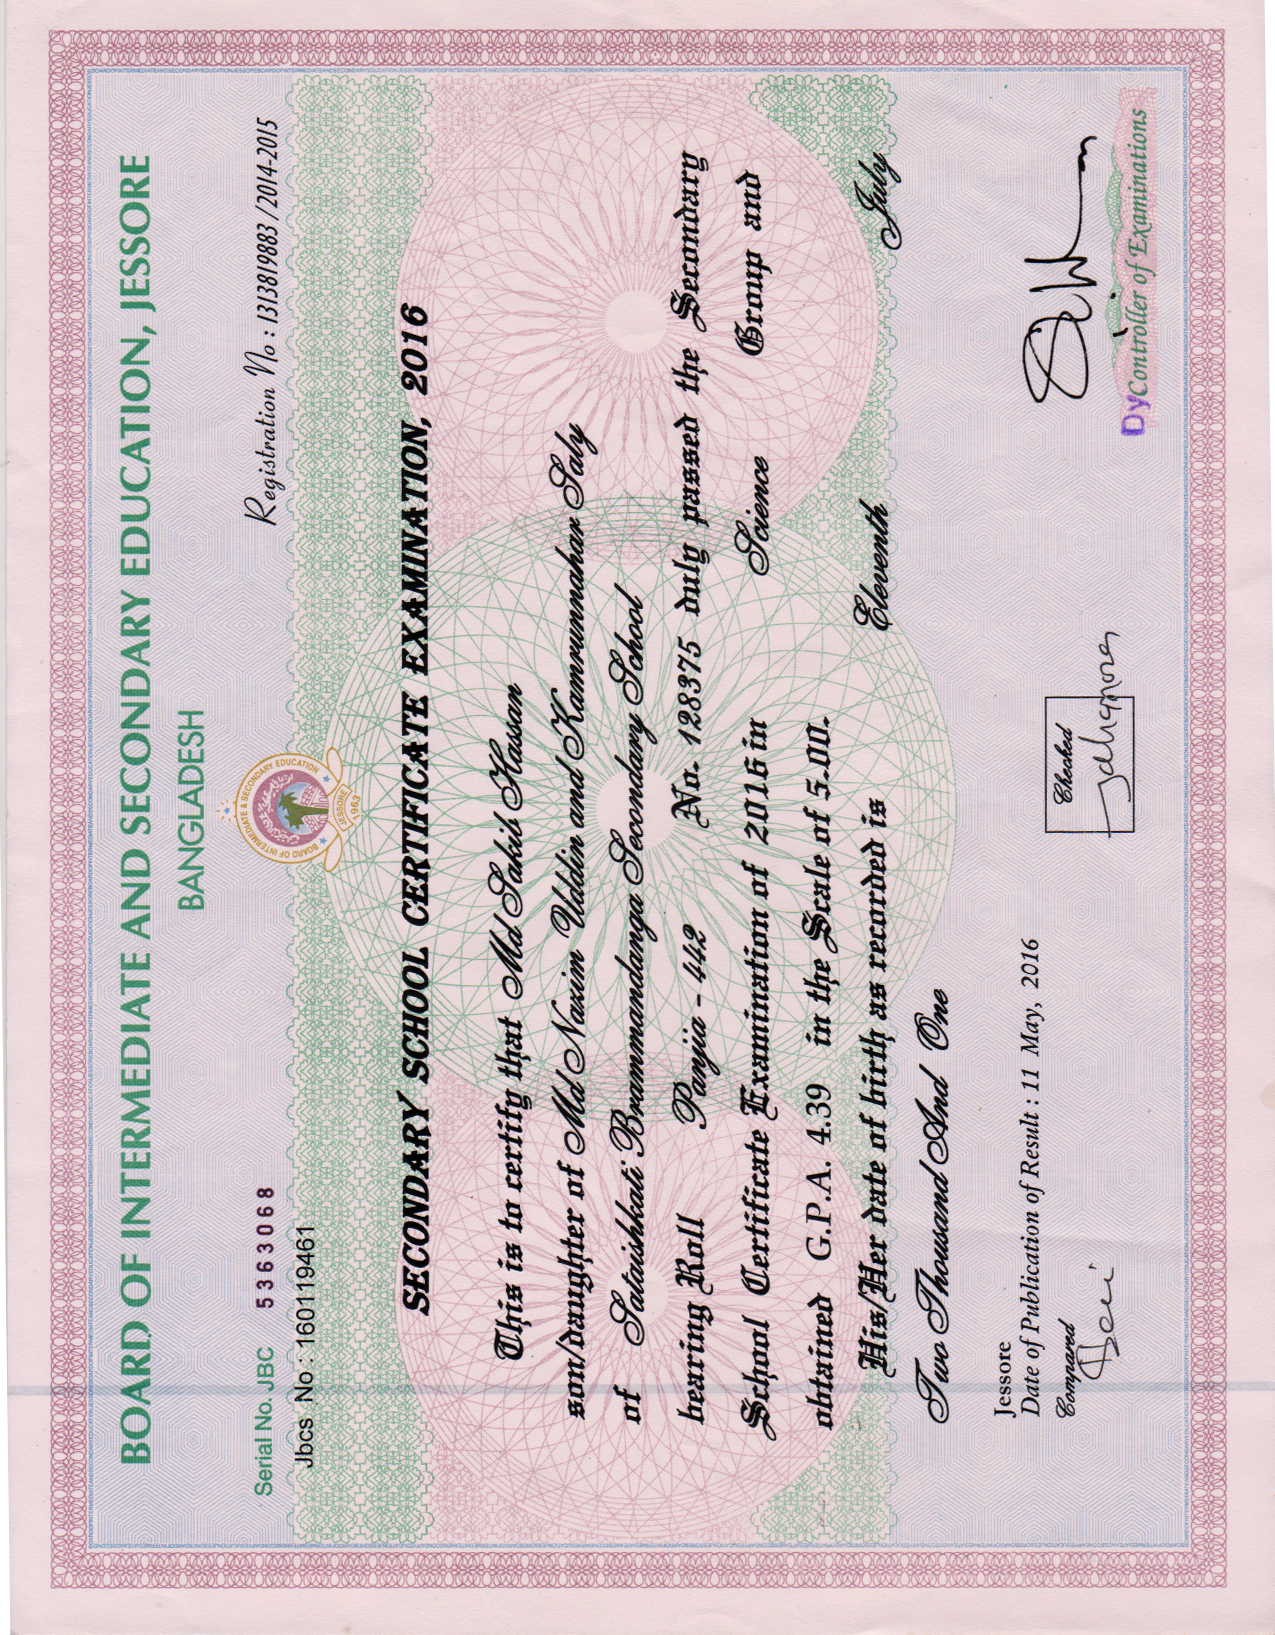 BOARD OF INTERMEDIATE AND SECONDARY EDUCATION, JESSORE
BANGLADESH
Serial No. JBC 5363068
Registration No : 1313819883 /2014-2015
Jbcs No : 160119461
BOARD OF INTERMEDIATE & SECONDARY EDUCATION
JESSORE
1963
SECONDARY SCHOOL CERTIFICATE EXAMINATION, 2016
This is to certify that Md Sakib Hassan
son/daughter of Md Nazim Uddin and Kamrunnahar Saly
of Sataishkati Brammandanga Secondary School
bearing Roll Panjia - 442 No. 128375 duly passed the Secondary
School Certificate Examination of 2016 in Science Group and
obtained G.P.A. 4.39 in the Scale of 5.00.
His/Her date of birth as recorded is Eleventh July
Two Thousand And One
Jessore
Date of Publication of Result : 11 May, 2016
Compared
Checked
Dy Controller of Examinations